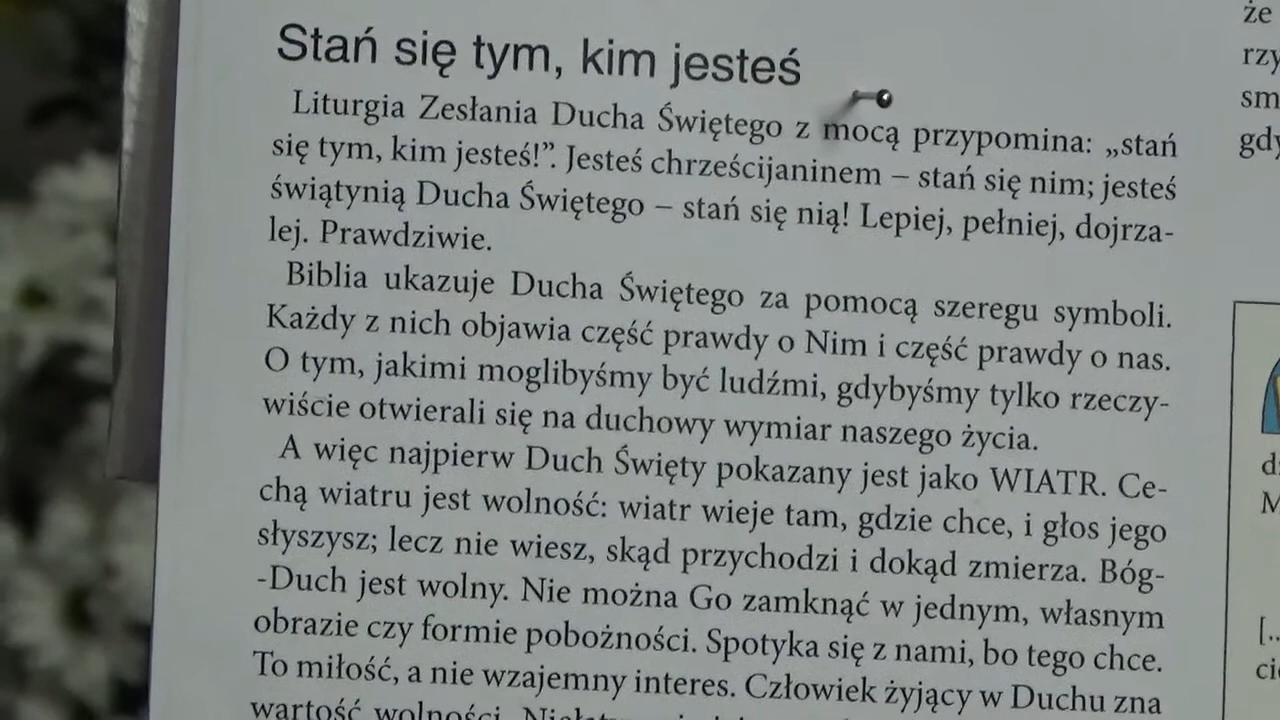 Stań się tym, kim jesteś
Liturgia Zesłania Ducha Świętego z mocą przypomina: „stań
się tym, kim jesteś!”. Jesteś chrześcijaninem – stań się nim; jesteś
świątynią Ducha Świętego – stań się nią! Lepiej, pełniej, dojrza-
lej. Prawdziwie.
Biblia ukazuje Ducha Świętego za pomocą szeregu symboli.
Każdy z nich objawia część prawdy o Nim i część prawdy o nas.
O tym, jakimi moglibyśmy być ludźmi, gdybyśmy tylko rzeczy-
wiście otwierali się na duchowy wymiar naszego życia.
A więc najpierw Duch Święty pokazany jest jako WIATR. Ce-
chą wiatru jest wolność: wiatr wieje tam, gdzie chce, i głos jego
słyszysz; lecz nie wiesz, skąd przychodzi i dokąd zmierza. Bóg-
-Duch jest wolny. Nie można Go zamknąć w jednym, własnym
obrazie czy formie pobożności. Spotyka się z nami, bo tego chce.
To miłość, a nie wzajemny interes. Człowiek żyjący w Duchu zna
wartość wolności.
że
rzy
sm
gdy